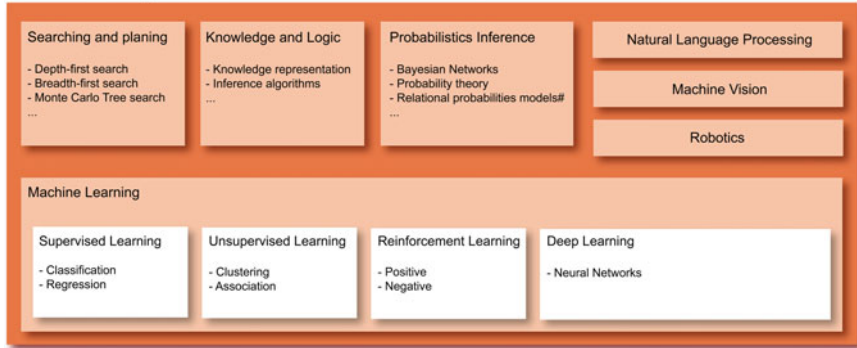 Searching and planing
- Depth-first search
- Breadth-first search
- Monte Carlo Tree search
...
Knowledge and Logic
- Knowledge representation
- Inference algorithms
...
Probabilistics Inference
- Bayesian Networks
- Probability theory
- Relational probabilities models#
...
Natural Language Processing
Machine Vision
Robotics
Machine Learning
Supervised Learning
- Classification
- Regression
Unsupervised Learning
- Clustering
- Association
Reinforcement Learning
- Positive
- Negative
Deep Learning
- Neural Networks